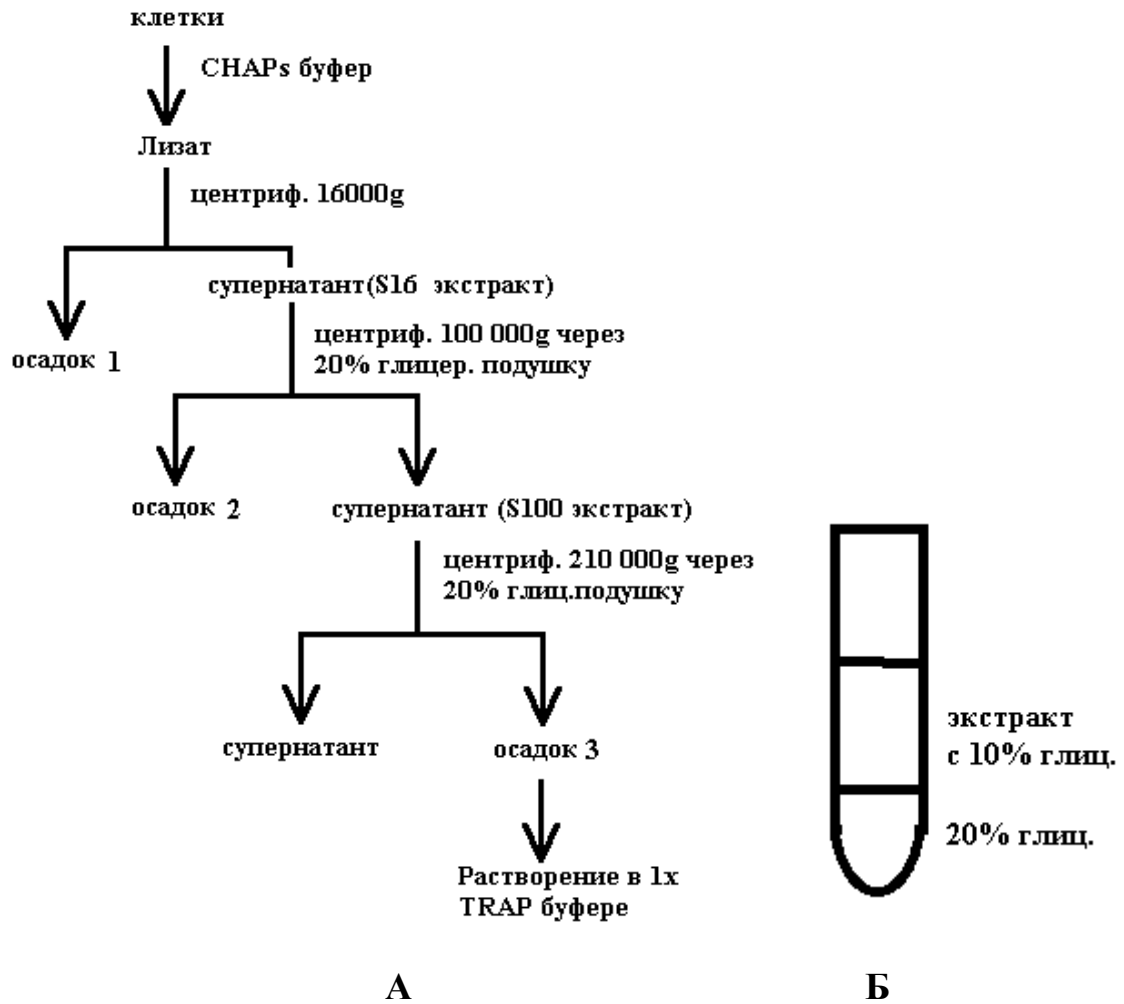 клетки
CHAPs буфер
Лизат
центриф. 16000g
супернатант(S16 экстракт)
центриф. 100 000g через
20% глицер. подушку
осадок 1
осадок 2
супернатант (S100 экстракт)
центриф. 210 000g через
20% глиц.подушку
супернатант
осадок 3
Растворение в 1х
TRAP буфере
экстракт
с 10% глиц.
20% глиц.
А
Б